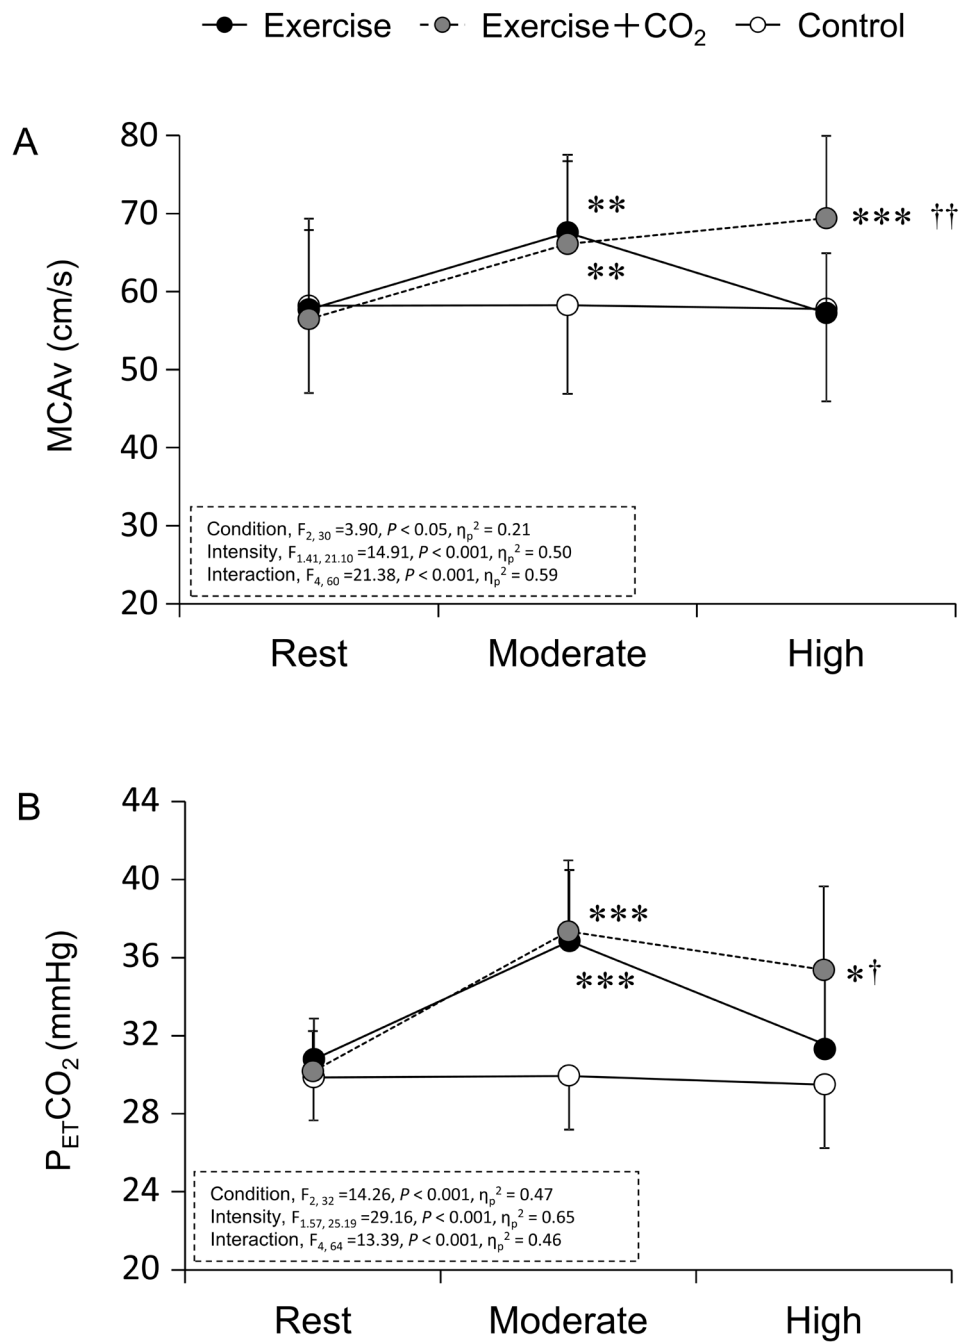 Exercise Exercise+CO₂ Control
A
80
70
60
50
40
30
20
MCAv (cm/s)
**
**
*** ††
Condition, F₂, ₃₀ =3.90, P < 0.05, ηₚ² = 0.21
Intensity, F₁.₄₁, ₂₁.₁₀ =14.91, P < 0.001, ηₚ² = 0.50
Interaction, F₄, ₆₀ =21.38, P < 0.001, ηₚ² = 0.59
Rest Moderate High
B
44
40
36
32
28
24
20
P_ETCO₂ (mmHg)
***
***
*†
Condition, F₂, ₃₂ =14.26, P < 0.001, ηₚ² = 0.47
Intensity, F₁.₅₇, ₂₅.₁₉ =29.16, P < 0.001, ηₚ² = 0.65
Interaction, F₄, ₆₄ =13.39, P < 0.001, ηₚ² = 0.46
Rest Moderate High